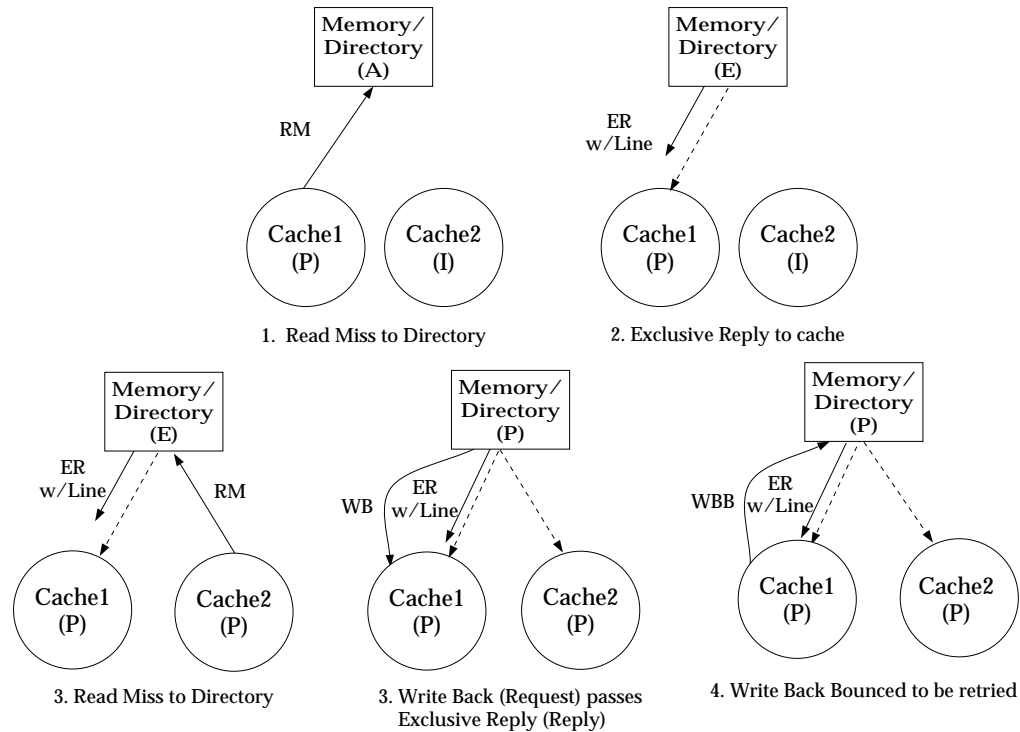 Memory/
Directory
(A)
RM
Cache1
(P)
Cache2
(I)
1. Read Miss to Directory
Memory/
Directory
(E)
ER
w/Line
Cache1
(P)
Cache2
(I)
2. Exclusive Reply to cache
Memory/
Directory
(E)
ER
w/Line
RM
Cache1
(P)
Cache2
(P)
3. Read Miss to Directory
Memory/
Directory
(P)
WB
ER
w/Line
Cache1
(P)
Cache2
(P)
3. Write Back (Request) passes
Exclusive Reply (Reply)
Memory/
Directory
(P)
WBB
ER
w/Line
Cache1
(P)
Cache2
(P)
4. Write Back Bounced to be retried